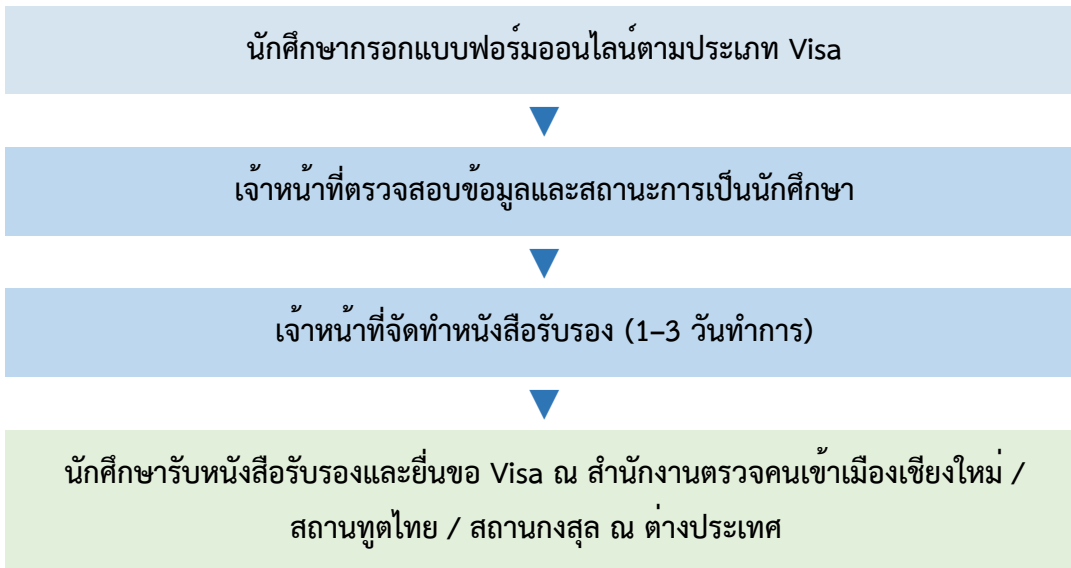 นักศึกษากรอกแบบฟอร์มออนไลน์ตามประเภท Visa
เจ้าหน้าที่ตรวจสอบข้อมูลและสถานะการเป็นนักศึกษา
เจ้าหน้าที่จัดทำหนังสือรับรอง (1–3 วันทำการ)
นักศึกษารับหนังสือรับรองและยื่นขอ Visa ณ สำนักงานตรวจคนเข้าเมืองเชียงใหม่ /
สถานทูตไทย / สถานกงสุล ณ ต่างประเทศ